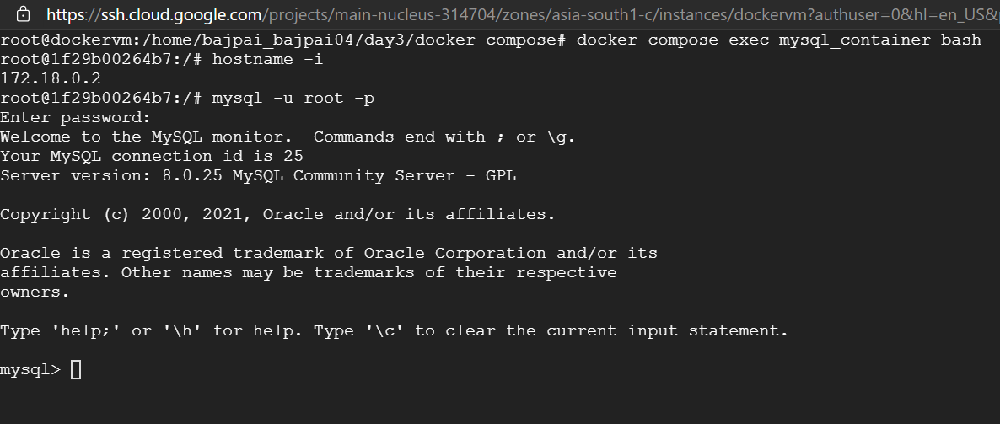 https://ssh.cloud.google.com/projects/main-nucleus-314704/zones/asia-south1-c/instances/dockervm?authuser=0&hl=en_US&
root@dockervm:/home/bajpai_bajpai04/day3/docker-compose# docker-compose exec mysql_container bash
root@1f29b00264b7:/# hostname -i
172.18.0.2
root@1f29b00264b7:/# mysql -u root -p
Enter password:
Welcome to the MySQL monitor.  Commands end with ; or \g.
Your MySQL connection id is 25
Server version: 8.0.25 MySQL Community Server - GPL

Copyright (c) 2000, 2021, Oracle and/or its affiliates.

Oracle is a registered trademark of Oracle Corporation and/or its
affiliates. Other names may be trademarks of their respective
owners.

Type 'help;' or '\h' for help. Type '\c' to clear the current input statement.

mysql>